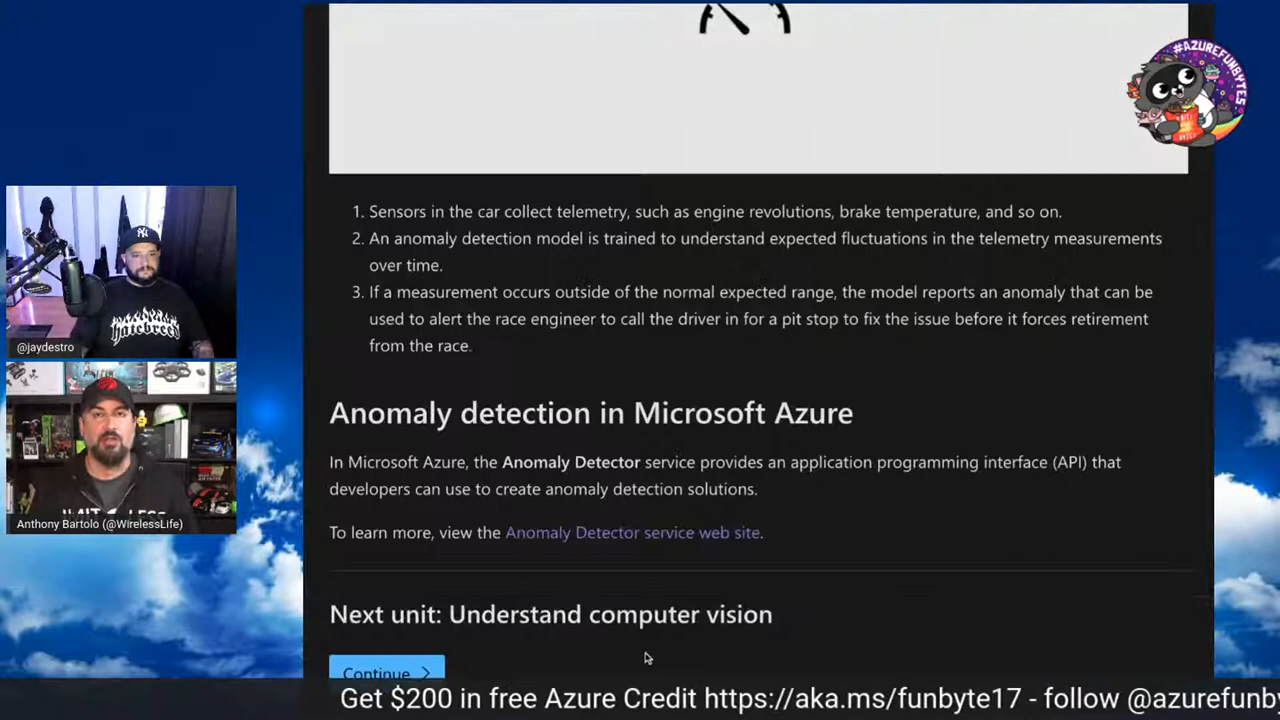 #AZUREFUNBYTES
1. Sensors in the car collect telemetry, such as engine revolutions, brake temperature, and so on.
2. An anomaly detection model is trained to understand expected fluctuations in the telemetry measurements
over time.
3. If a measurement occurs outside of the normal expected range, the model reports an anomaly that can be
used to alert the race engineer to call the driver in for a pit stop to fix the issue before it forces retirement
from the race.
hatebreed
@jaydestro
Anthony Bartolo (@WirelessLife)
Anomaly detection in Microsoft Azure
In Microsoft Azure, the Anomaly Detector service provides an application programming interface (API) that
developers can use to create anomaly detection solutions.
To learn more, view the Anomaly Detector service web site.
Next unit: Understand computer vision
Continue
Get $200 in free Azure Credit https://aka.ms/funbyte17 - follow @azurefunby